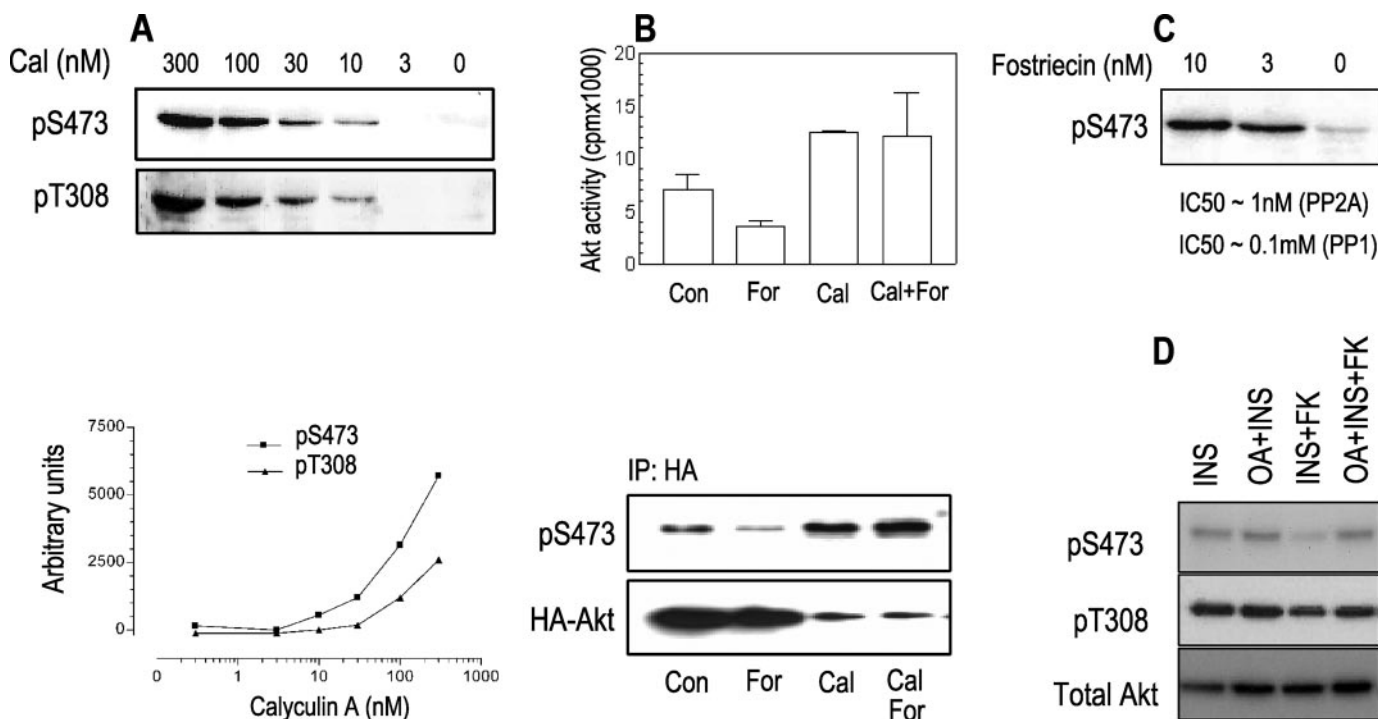 A
Cal (nM) 300 100 30 10 3 0
pS473
pT308
7500
5000
2500
0
Arbitrary units
pS473
pT308
0 1 10 100 1000
Calyculin A (nM)
B
20
15
10
5
0
Akt activity (cpmx1000)
Con For Cal Cal+For
IP: HA
pS473
HA-Akt
Con For Cal Cal
For
C
Fostriecin (nM) 10 3 0
pS473
IC50 ~ 1nM (PP2A)
IC50 ~ 0.1mM (PP1)
D
INS OA+INS INS+FK OA+INS+FK
pS473
pT308
Total Akt